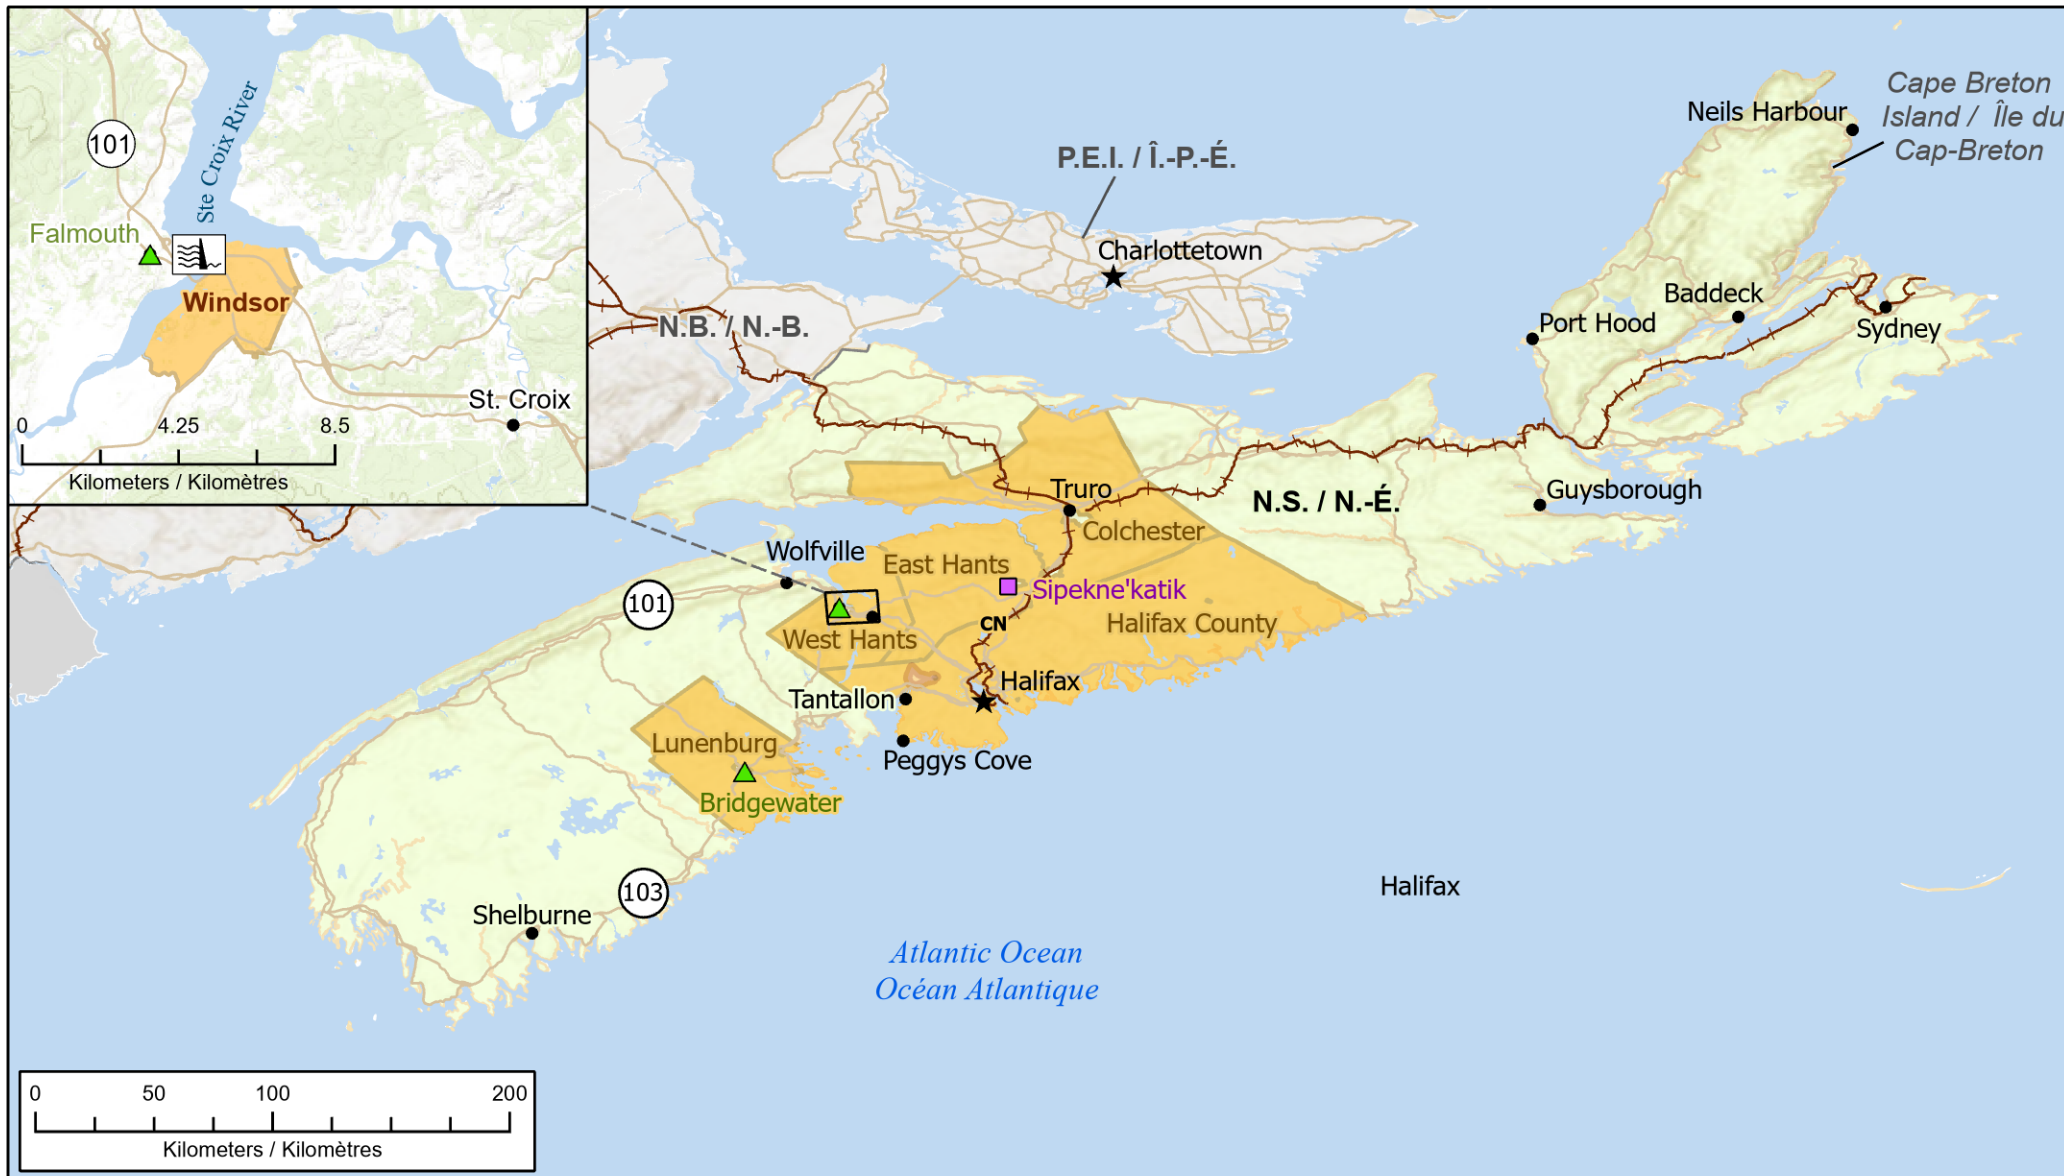 101
Ste Croix River
Falmouth
Windsor
St. Croix
0 4.25 8.5
Kilometers / Kilomètres
Cape Breton
Island / Île du
Cap-Breton
Neils Harbour
P.E.I. / Î.-P.-É.
Charlottetown
Baddeck
Port Hood
Sydney
N.B. / N.-B.
Truro
N.S. / N.-É.
Guysborough
Colchester
Wolfville
East Hants
Sipekne'katik
101
CN
Halifax County
West Hants
Halifax
Tantallon
Lunenburg
Peggys Cove
Bridgewater
103
Halifax
Shelburne
Atlantic Ocean
Océan Atlantique
0 50 100 200
Kilometers / Kilomètres